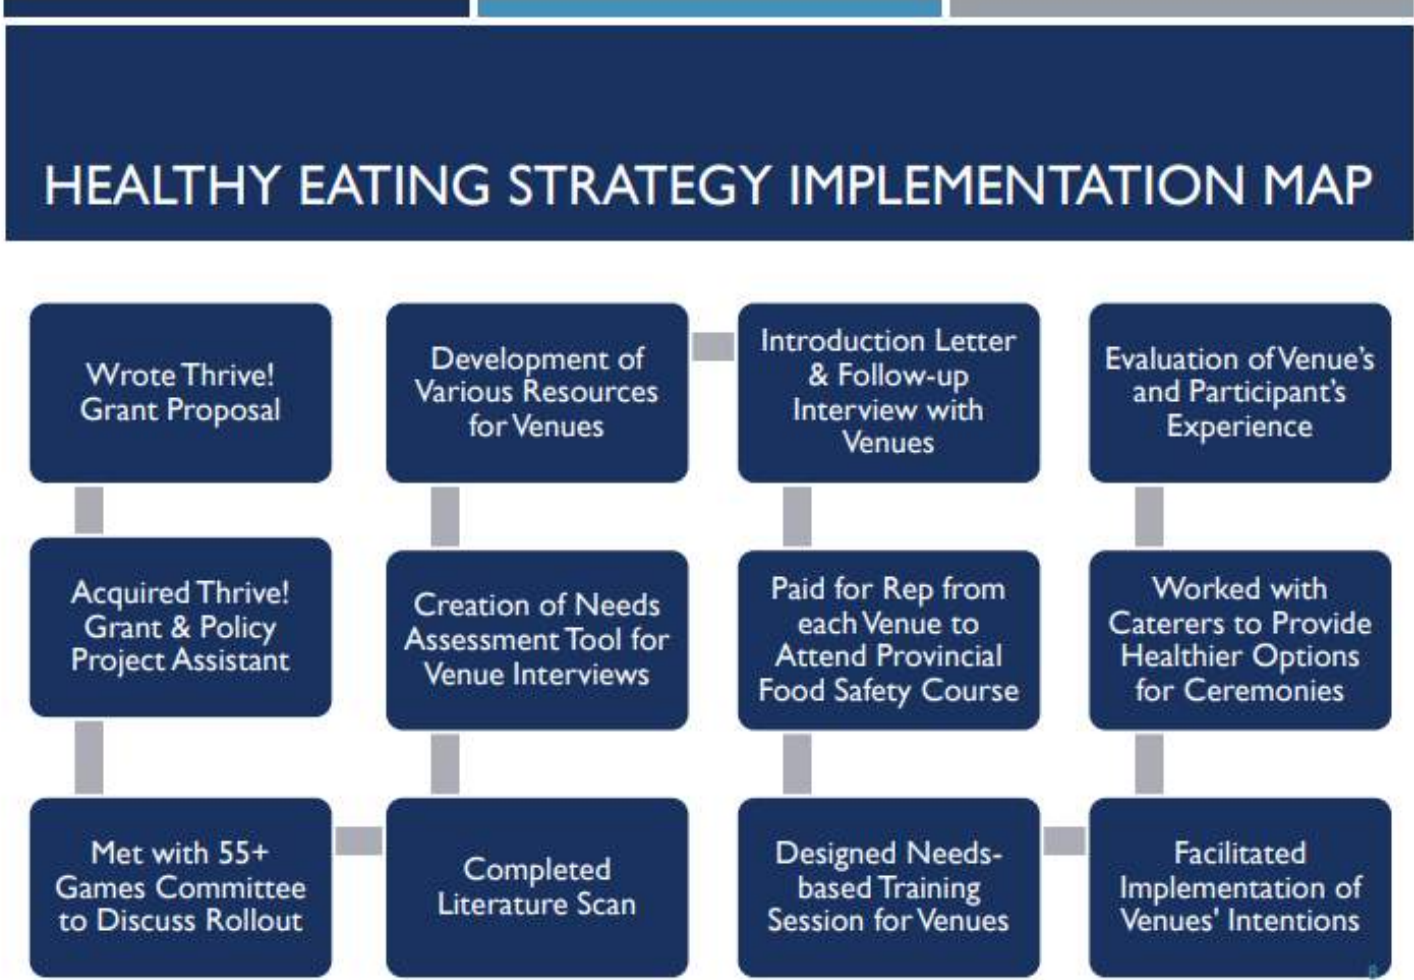 HEALTHY EATING STRATEGY IMPLEMENTATION MAP
Wrote Thrive!
Grant Proposal
Acquired Thrive!
Grant & Policy
Project Assistant
Met with 55+
Games Committee
to Discuss Rollout
Completed
Literature Scan
Creation of Needs
Assessment Tool for
Venue Interviews
Development of
Various Resources
for Venues
Introduction Letter
& Follow-up
Interview with
Venues
Paid for Rep from
each Venue to
Attend Provincial
Food Safety Course
Designed Needs-
based Training
Session for Venues
Facilitated
Implementation of
Venues' Intentions
Worked with
Caterers to Provide
Healthier Options
for Ceremonies
Evaluation of Venue's
and Participant's
Experience